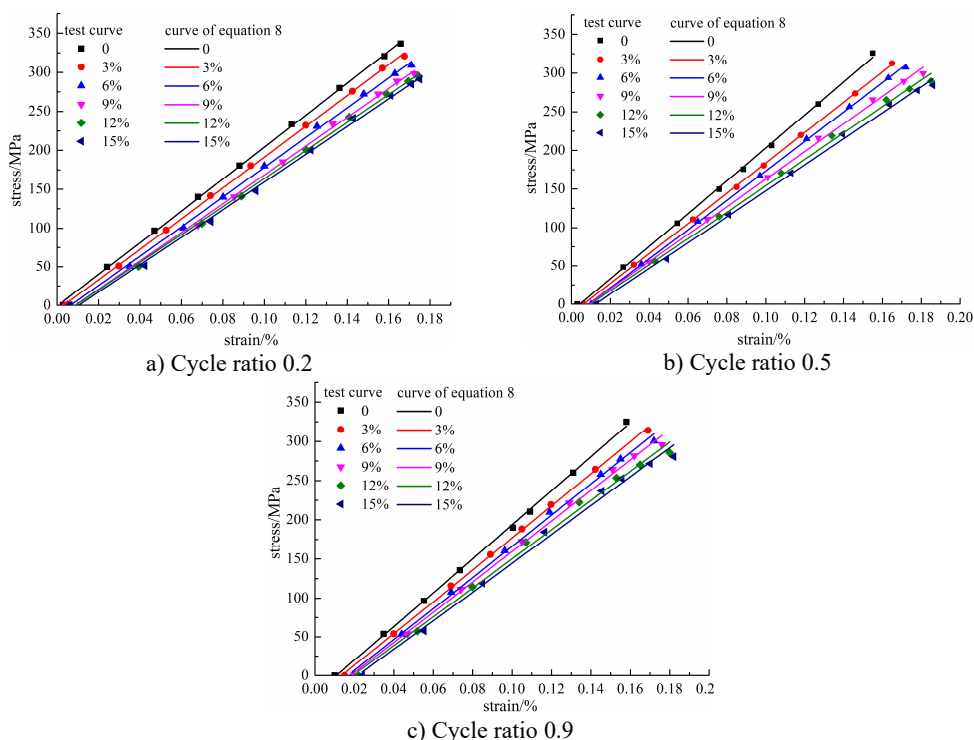 test curve curve of equation 8
0 0
3% 3%
6% 6%
9% 9%
12% 12%
15% 15%
350
300
250
200
150
100
50
0
stress/MPa
0.00 0.02 0.04 0.06 0.08 0.10 0.12 0.14 0.16 0.18
strain/%
a) Cycle ratio 0.2
test curve curve of equation 8
0 0
3% 3%
6% 6%
9% 9%
12% 12%
15% 15%
350
300
250
200
150
100
50
0
stress/MPa
0.00 0.02 0.04 0.06 0.08 0.10 0.12 0.14 0.16 0.18 0.20
strain/%
b) Cycle ratio 0.5
test curve curve of equation 8
0 0
3% 3%
6% 6%
9% 9%
12% 12%
15% 15%
350
300
250
200
150
100
50
0
stress/MPa
0.00 0.02 0.04 0.06 0.08 0.10 0.12 0.14 0.16 0.18 0.2
strain/%
c) Cycle ratio 0.9